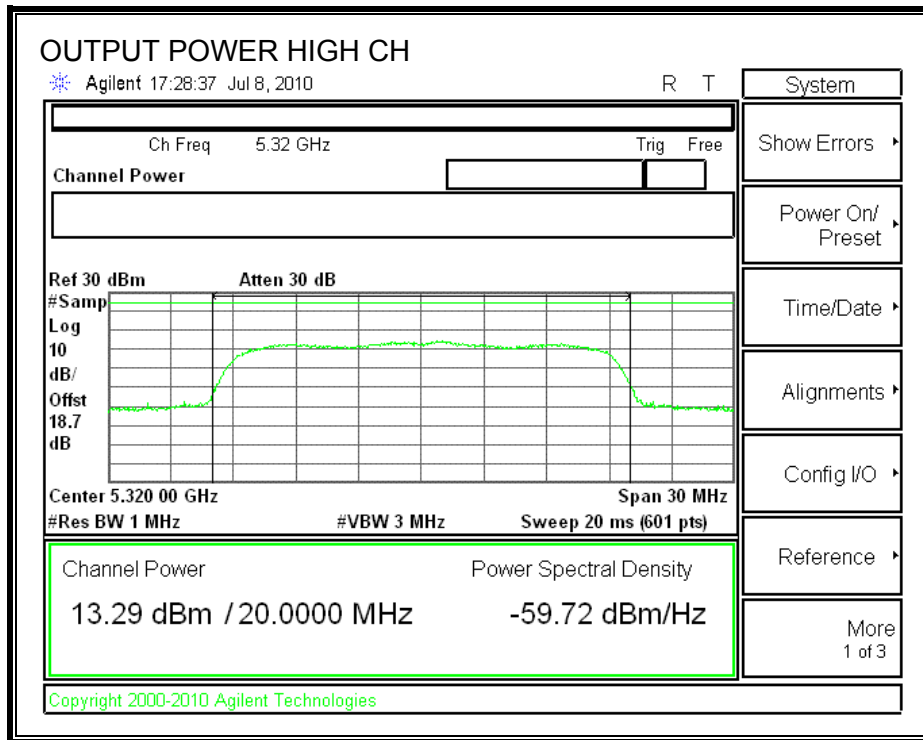 OUTPUT POWER HIGH CH
Agilent 17:28:37 Jul 8, 2010 R T
System
Ch Freq 5.32 GHz Trig Free
Show Errors
Channel Power
Power On/
Preset
Ref 30 dBm Atten 30 dB
#Samp
Log
10
dB/
Offst
18.7
dB
Time/Date
Alignments
Config I/O
Center 5.320 00 GHz Span 30 MHz
#Res BW 1 MHz #VBW 3 MHz Sweep 20 ms (601 pts)
Channel Power Power Spectral Density
13.29 dBm / 20.0000 MHz -59.72 dBm/Hz
Reference
More
1 of 3
Copyright 2000-2010 Agilent Technologies